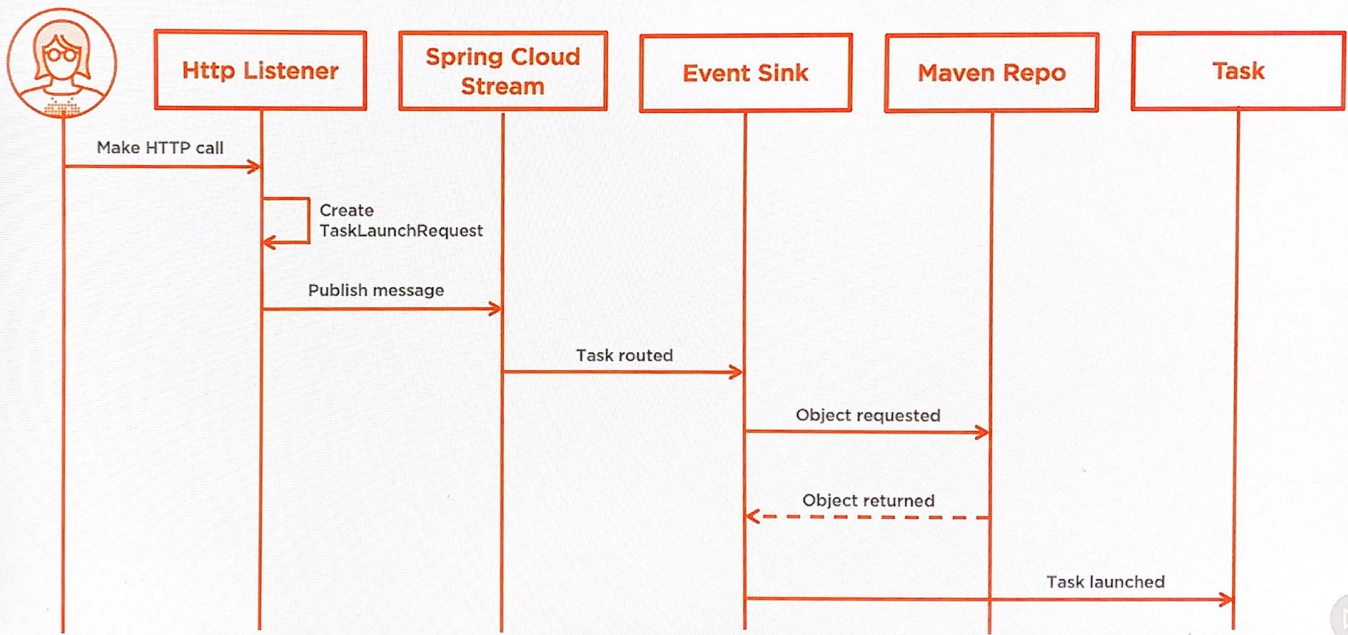 Http Listener
Spring Cloud
Stream
Event Sink
Maven Repo
Task
Make HTTP call
Create
TaskLaunchRequest
Publish message
Task routed
Object requested
Object returned
Task launched